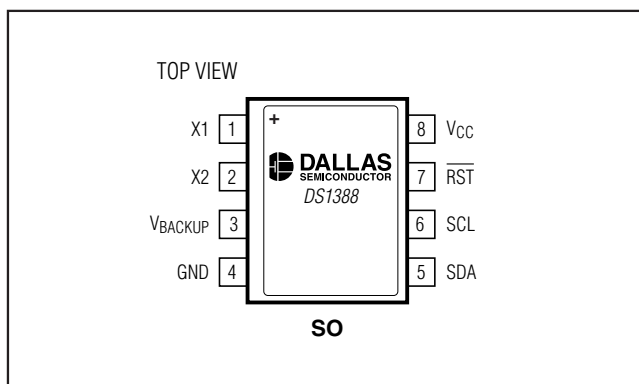 TOP VIEW
X1 1 + 8 VCC
X2 2 DALLAS SEMICONDUCTOR 7 RST
DS1388
VBACKUP 3 6 SCL
GND 4 5 SDA
SO